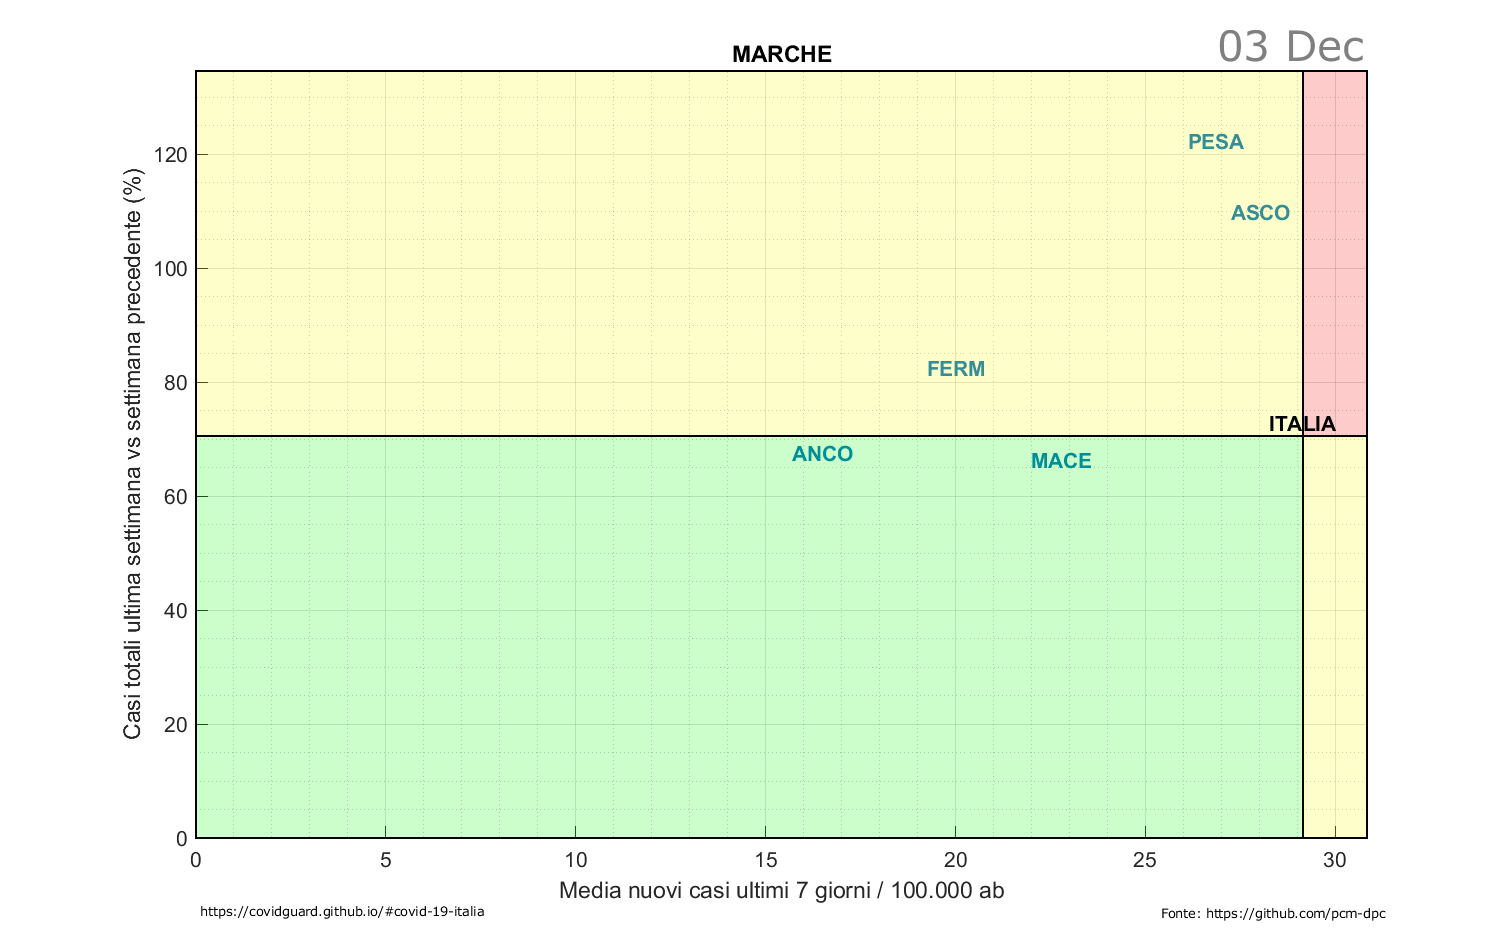 03 Dec
MARCHE
PESA
120
ASCO
100
FERM
80
ITALIA
ANCO
MACE
60
40
20
0
Casi totali ultima settimana vs settimana precedente (%)
0 5 10 15 20 25 30
Media nuovi casi ultimi 7 giorni / 100.000 ab
https://covidguard.github.io/#covid-19-italia
Fonte: https://github.com/pcm-dpc